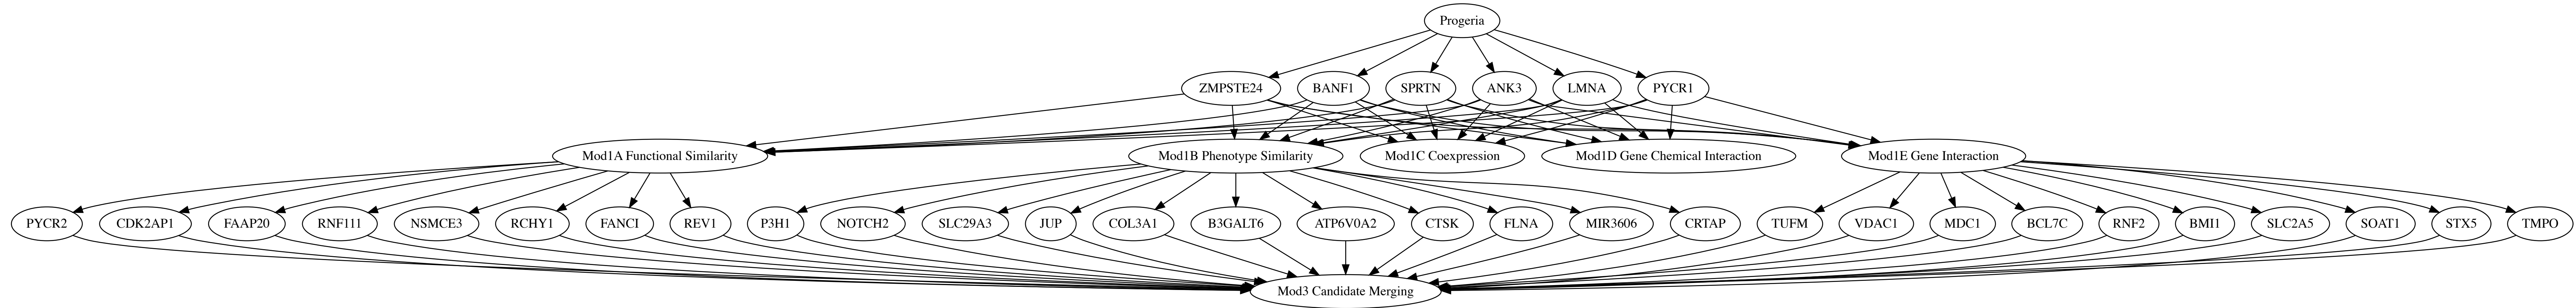 Progeria
ZMPSTE24
BANF1
SPRTN
ANK3
LMNA
PYCR1
Mod1A Functional Similarity
Mod1B Phenotype Similarity
Mod1C Coexpression
Mod1D Gene Chemical Interaction
Mod1E Gene Interaction
PYCR2
CDK2AP1
FAAP20
RNF111
NSMCE3
RCHY1
FANCI
REV1
P3H1
NOTCH2
SLC29A3
JUP
COL3A1
B3GALT6
ATP6V0A2
CTSK
FLNA
MIR3606
CRTAP
TUFM
VDAC1
MDC1
BCL7C
RNF2
BMI1
SLC2A5
SOAT1
STX5
TMPO
Mod3 Candidate Merging